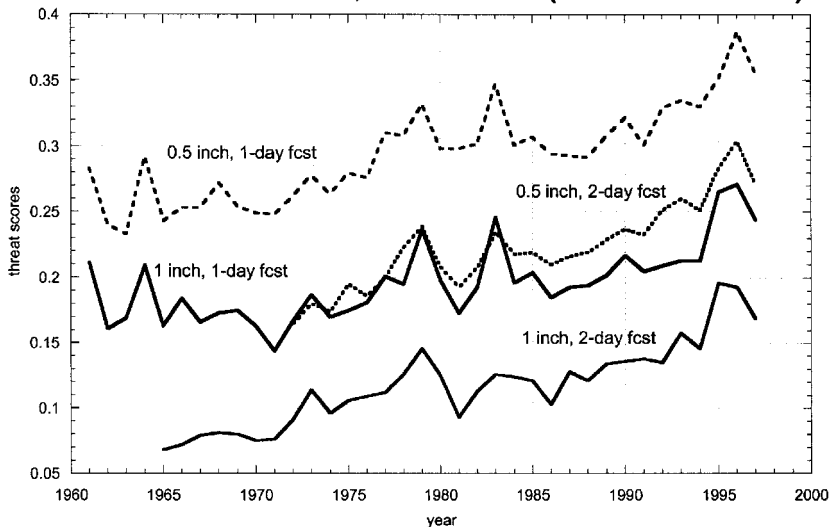 0.4
0.35
0.3
0.25
0.2
0.15
0.1
0.05
threat scores
0.5 inch, 1-day fcst
0.5 inch, 2-day fcst
1 inch, 1-day fcst
1 inch, 2-day fcst
1960 1965 1970 1975 1980 1985 1990 1995 2000
year